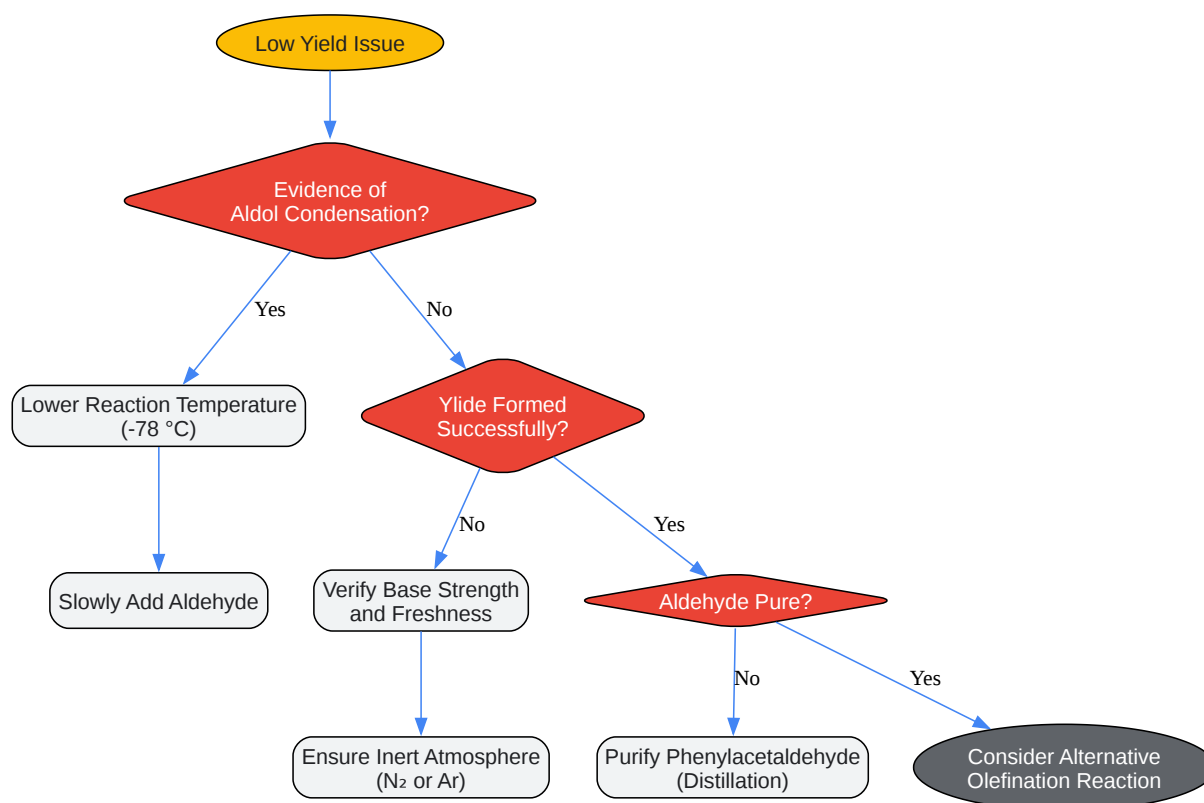 Low Yield Issue
Evidence of
Aldol Condensation?
Yes
No
Lower Reaction Temperature
(-78 °C)
Ylide Formed
Successfully?
No
Yes
Slowly Add Aldehyde
Verify Base Strength
and Freshness
Aldehyde Pure?
No
Yes
Ensure Inert Atmosphere
(N₂ or Ar)
Purify Phenylacetaldehyde
(Distillation)
Consider Alternative
Olefination Reaction